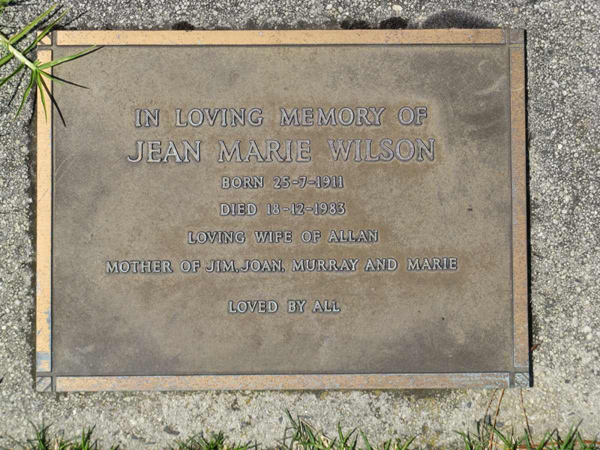 IN LOVING MEMORY OF
JEAN MARIE WILSON
BORN 25-7-1911
DIED 18-12-1983
LOVING WIFE OF ALLAN
MOTHER OF JIM, JOAN, MURRAY AND MARIE
LOVED BY ALL